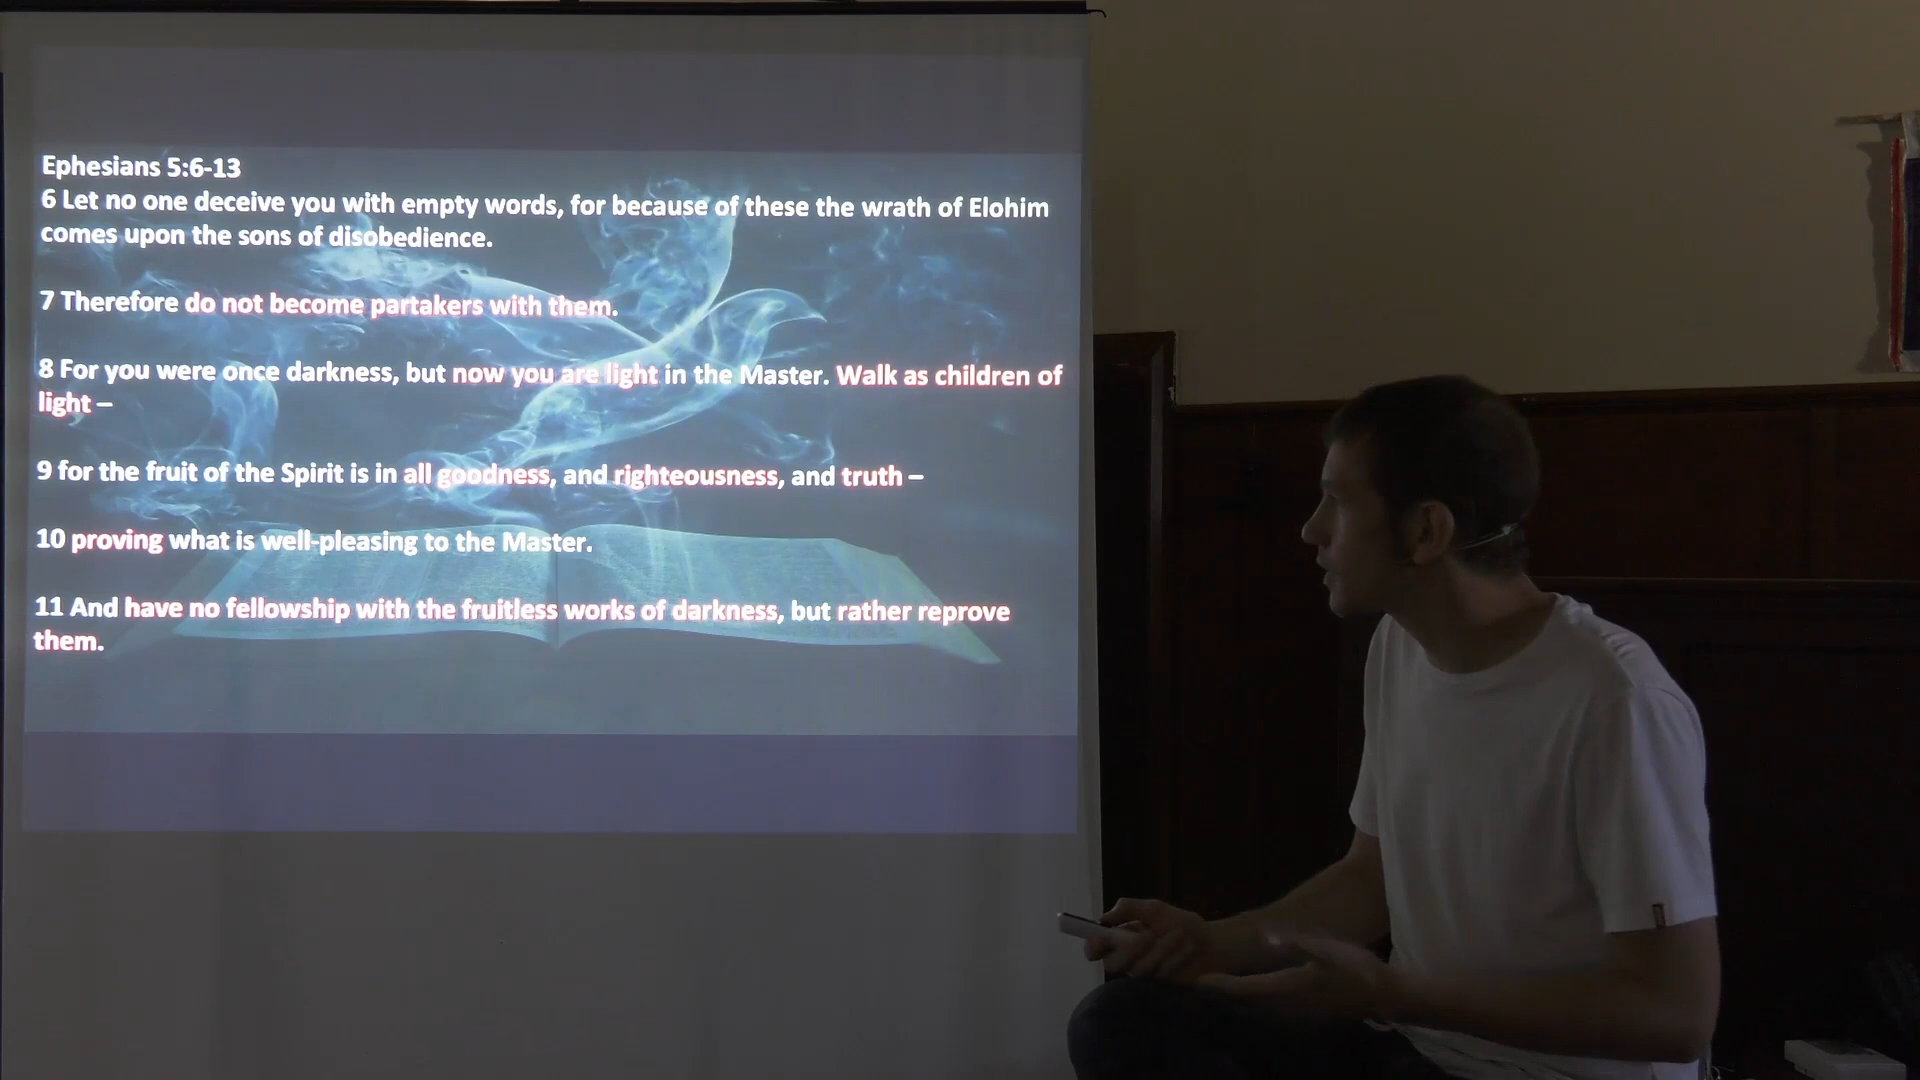 Ephesians 5:6-13
6 Let no one deceive you with empty words, for because of these the wrath of Elohim
comes upon the sons of disobedience.
7 Therefore do not become partakers with them.
8 For you were once darkness, but now you are light in the Master. Walk as children of
light –
9 for the fruit of the Spirit is in all goodness, and righteousness, and truth –
10 proving what is well-pleasing to the Master.
11 And have no fellowship with the fruitless works of darkness, but rather reprove
them.